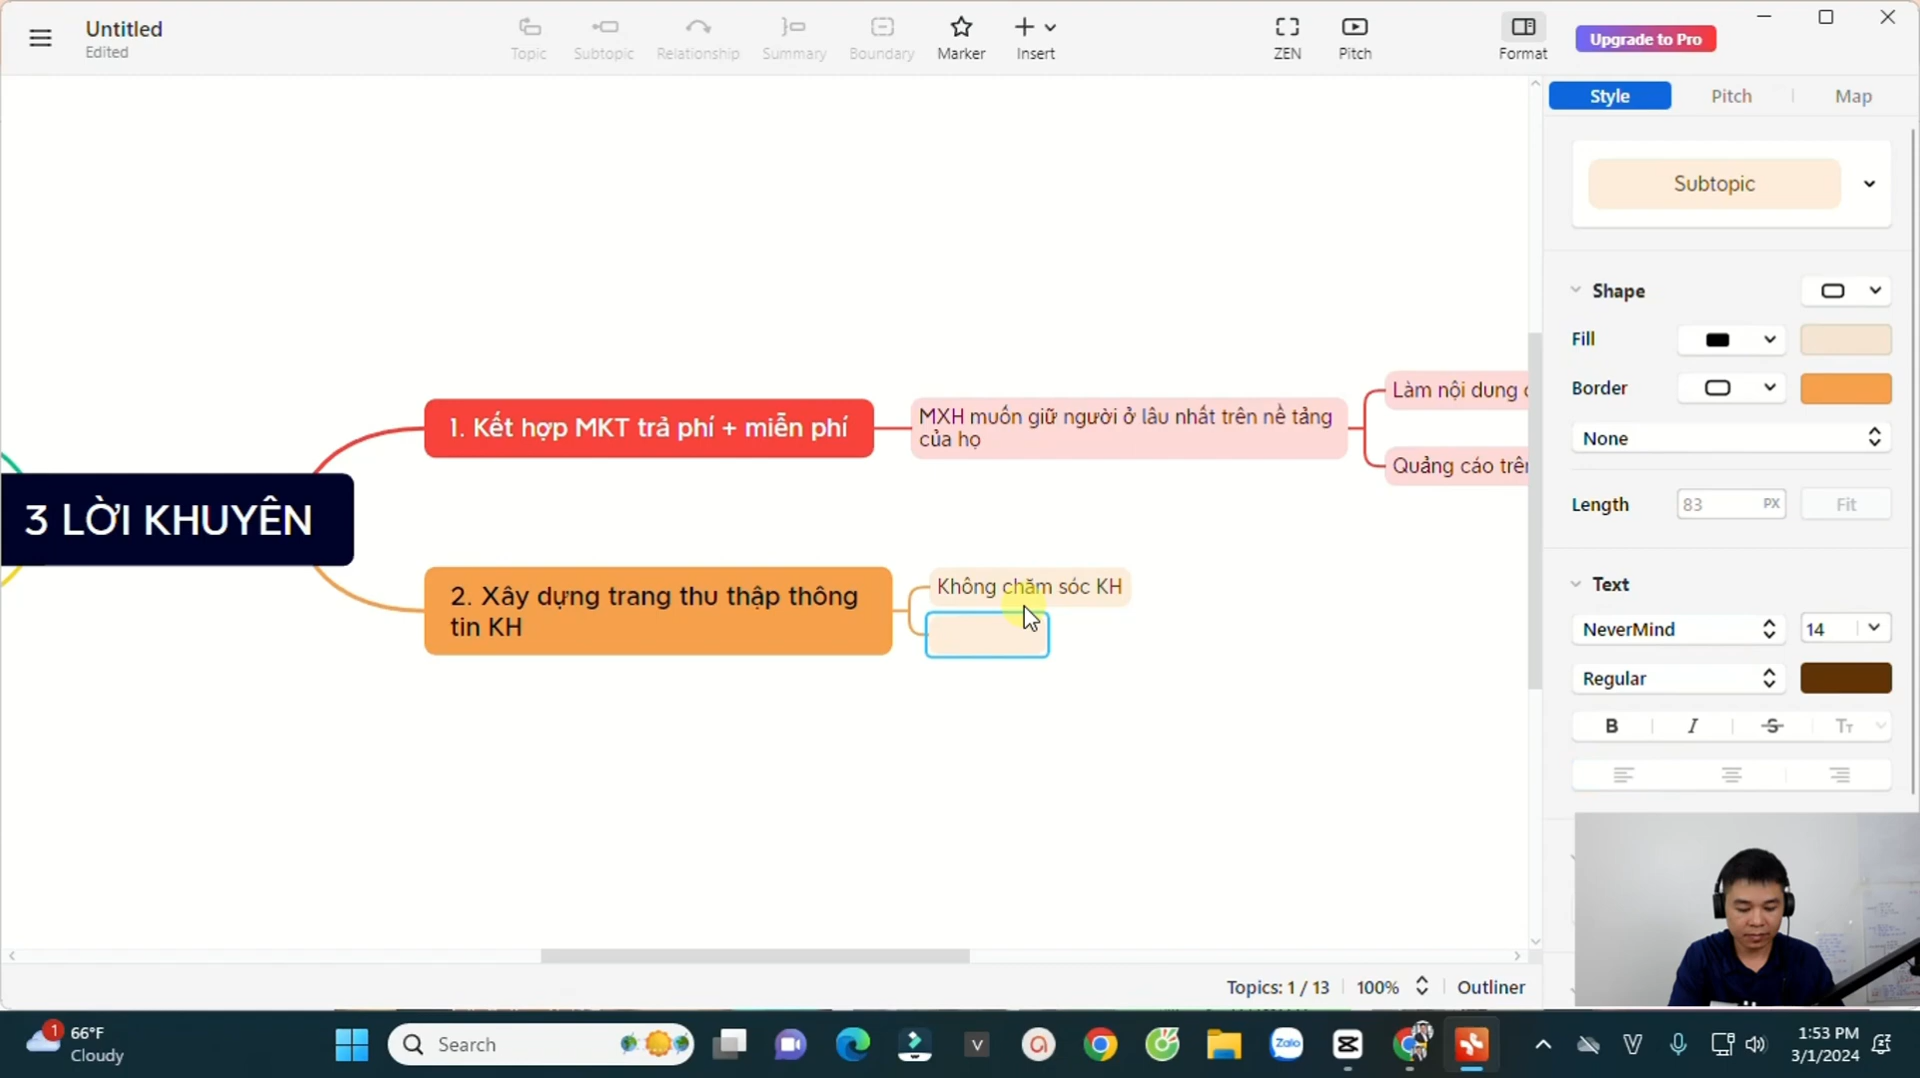 Untitled
Edited
Topic
Subtopic
Relationship
Summary
Boundary
Marker
Insert
ZEN
Pitch
Format
Upgrade to Pro
Style
Pitch
Map
Subtopic
Shape
Fill
Border
None
Length
83
PX
Fit
Text
NeverMind
14
Regular
B
I
S
TT
3 LỜI KHUYÊN
1. Kết hợp MKT trả phí + miễn phí
MXH muốn giữ người ở lâu nhất trên nề tảng
của họ
Làm nội dung
Quảng cáo trên
2. Xây dựng trang thu thập thông
tin KH
Không chăm sóc KH
Topics: 1 / 13
100%
Outliner
1
66°F
Cloudy
Search
V
Zalo
V
1:53 PM
3/1/2024